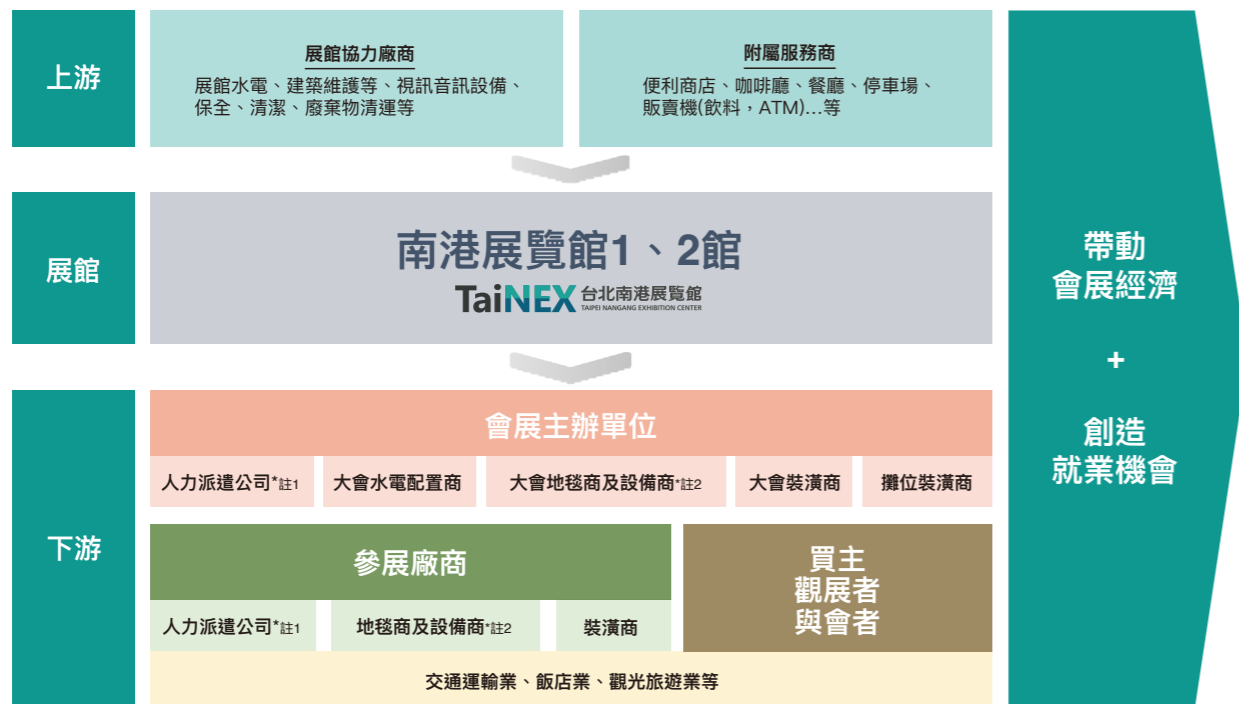 上游
展館協力廠商
展館水電、建築維護等、視訊音訊設備、
保全、清潔、廢棄物清運等
附屬服務商
便利商店、咖啡廳、餐廳、停車場、
販賣機(飲料，ATM)...等
展館
南港展覽館1、2館
TaiNEX 台北南港展覽館
TAIPEI NANGANG EXHIBITION CENTER
下游
會展主辦單位
人力派遣公司*註1
大會水電配置商
大會地毯商及設備商*註2
大會裝潢商
攤位裝潢商
參展廠商
人力派遣公司*註1
地毯商及設備商*註2
裝潢商
買主
觀展者
與會者
交通運輸業、飯店業、觀光旅遊業等
帶動
會展經濟
+
創造
就業機會